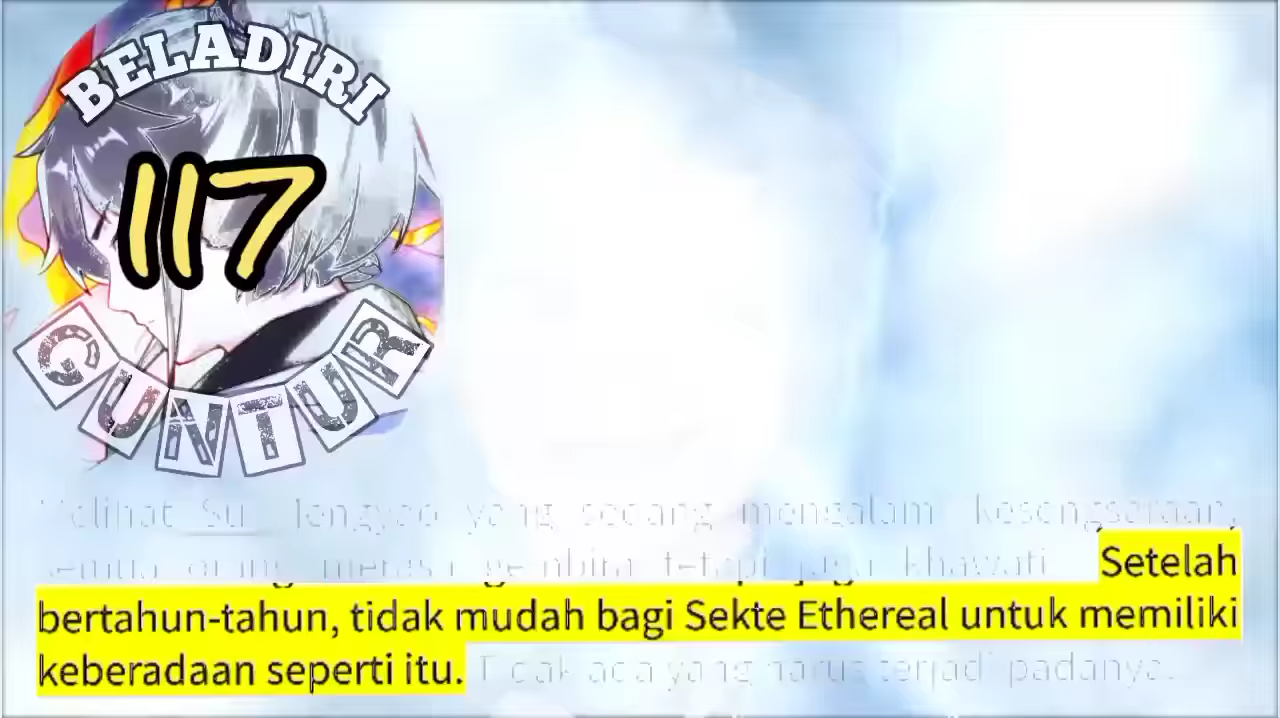 BELADIRI
117
GUNTUR
Melihat Su Hengyao yang sedang mengalami kesengsaraan,
semua orang merasa gembira tetapi juga khawatir. Setelah
bertahun-tahun, tidak mudah bagi Sekte Ethereal untuk memiliki
keberadaan seperti itu. Tidak ada yang harus terjadi padanya.